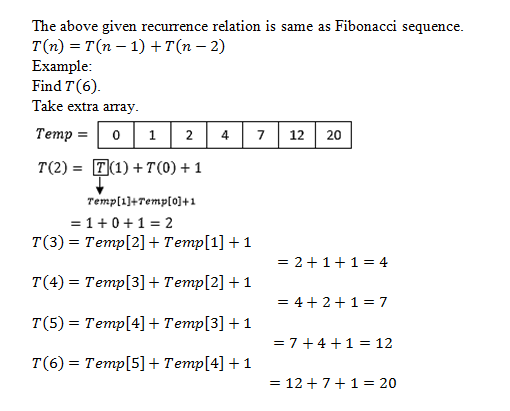 The above given recurrence relation is same as Fibonacci sequence.
T(n) = T(n − 1) + T(n − 2)
Example:
Find T(6).
Take extra array.
Temp = 0 1 2 4 7 12 20
T(2) = T(1) + T(0) + 1
Temp[1]+Temp[0]+1
= 1 + 0 + 1 = 2
T(3) = Temp[2] + Temp[1] + 1
= 2 + 1 + 1 = 4
T(4) = Temp[3] + Temp[2] + 1
= 4 + 2 + 1 = 7
T(5) = Temp[4] + Temp[3] + 1
= 7 + 4 + 1 = 12
T(6) = Temp[5] + Temp[4] + 1
= 12 + 7 + 1 = 20